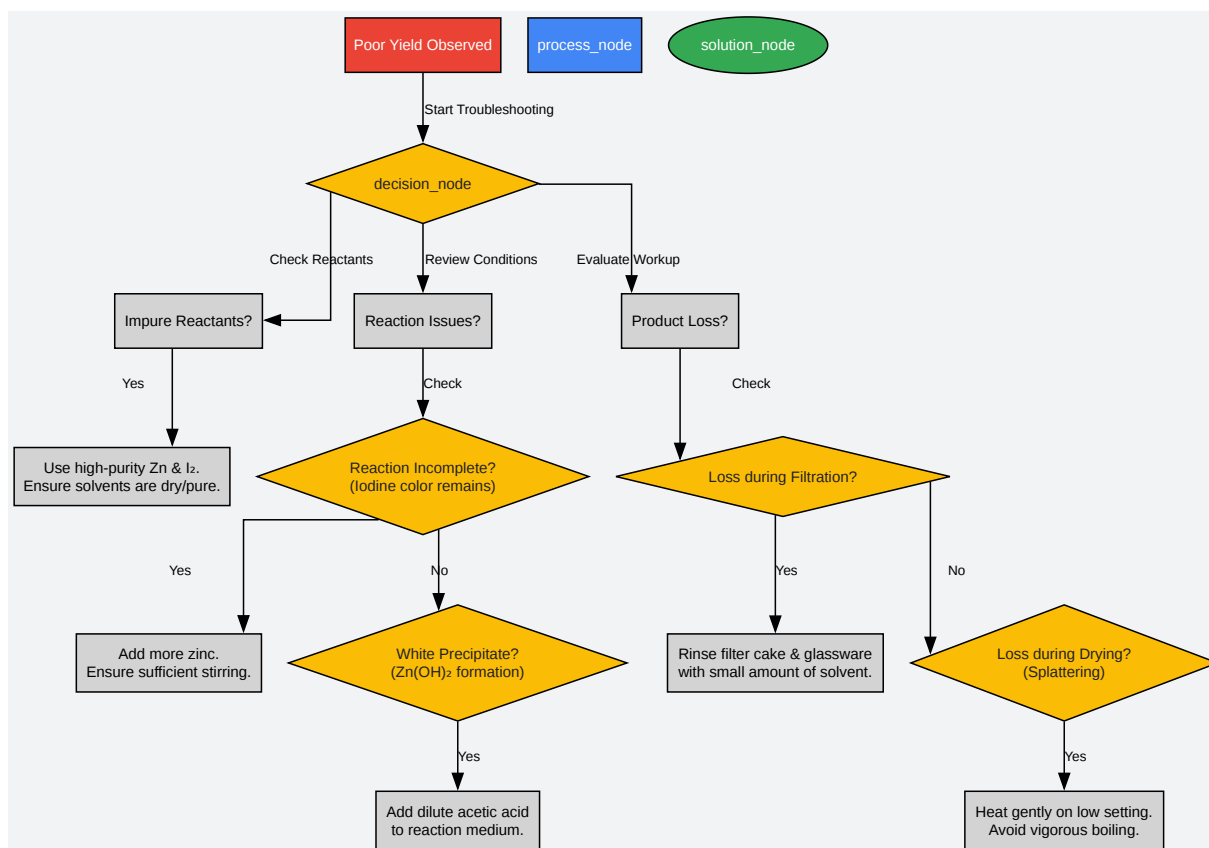 Poor Yield Observed
process_node
solution_node
Start Troubleshooting
decision_node
Check Reactants
Review Conditions
Evaluate Workup
Impure Reactants?
Reaction Issues?
Product Loss?
Yes
Check
Check
Use high-purity Zn & I₂.
Ensure solvents are dry/pure.
Reaction Incomplete?
(Iodine color remains)
Loss during Filtration?
Yes
No
Yes
No
Add more zinc.
Ensure sufficient stirring.
White Precipitate?
(Zn(OH)₂ formation)
Rinse filter cake & glassware
with small amount of solvent.
Loss during Drying?
(Splattering)
Yes
Yes
Add dilute acetic acid
to reaction medium.
Heat gently on low setting.
Avoid vigorous boiling.